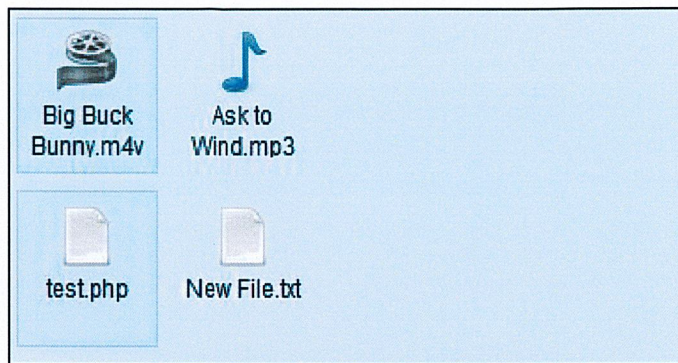 Big Buck
Bunny.m4v
Ask to
Wind.mp3
test.php
New File.txt